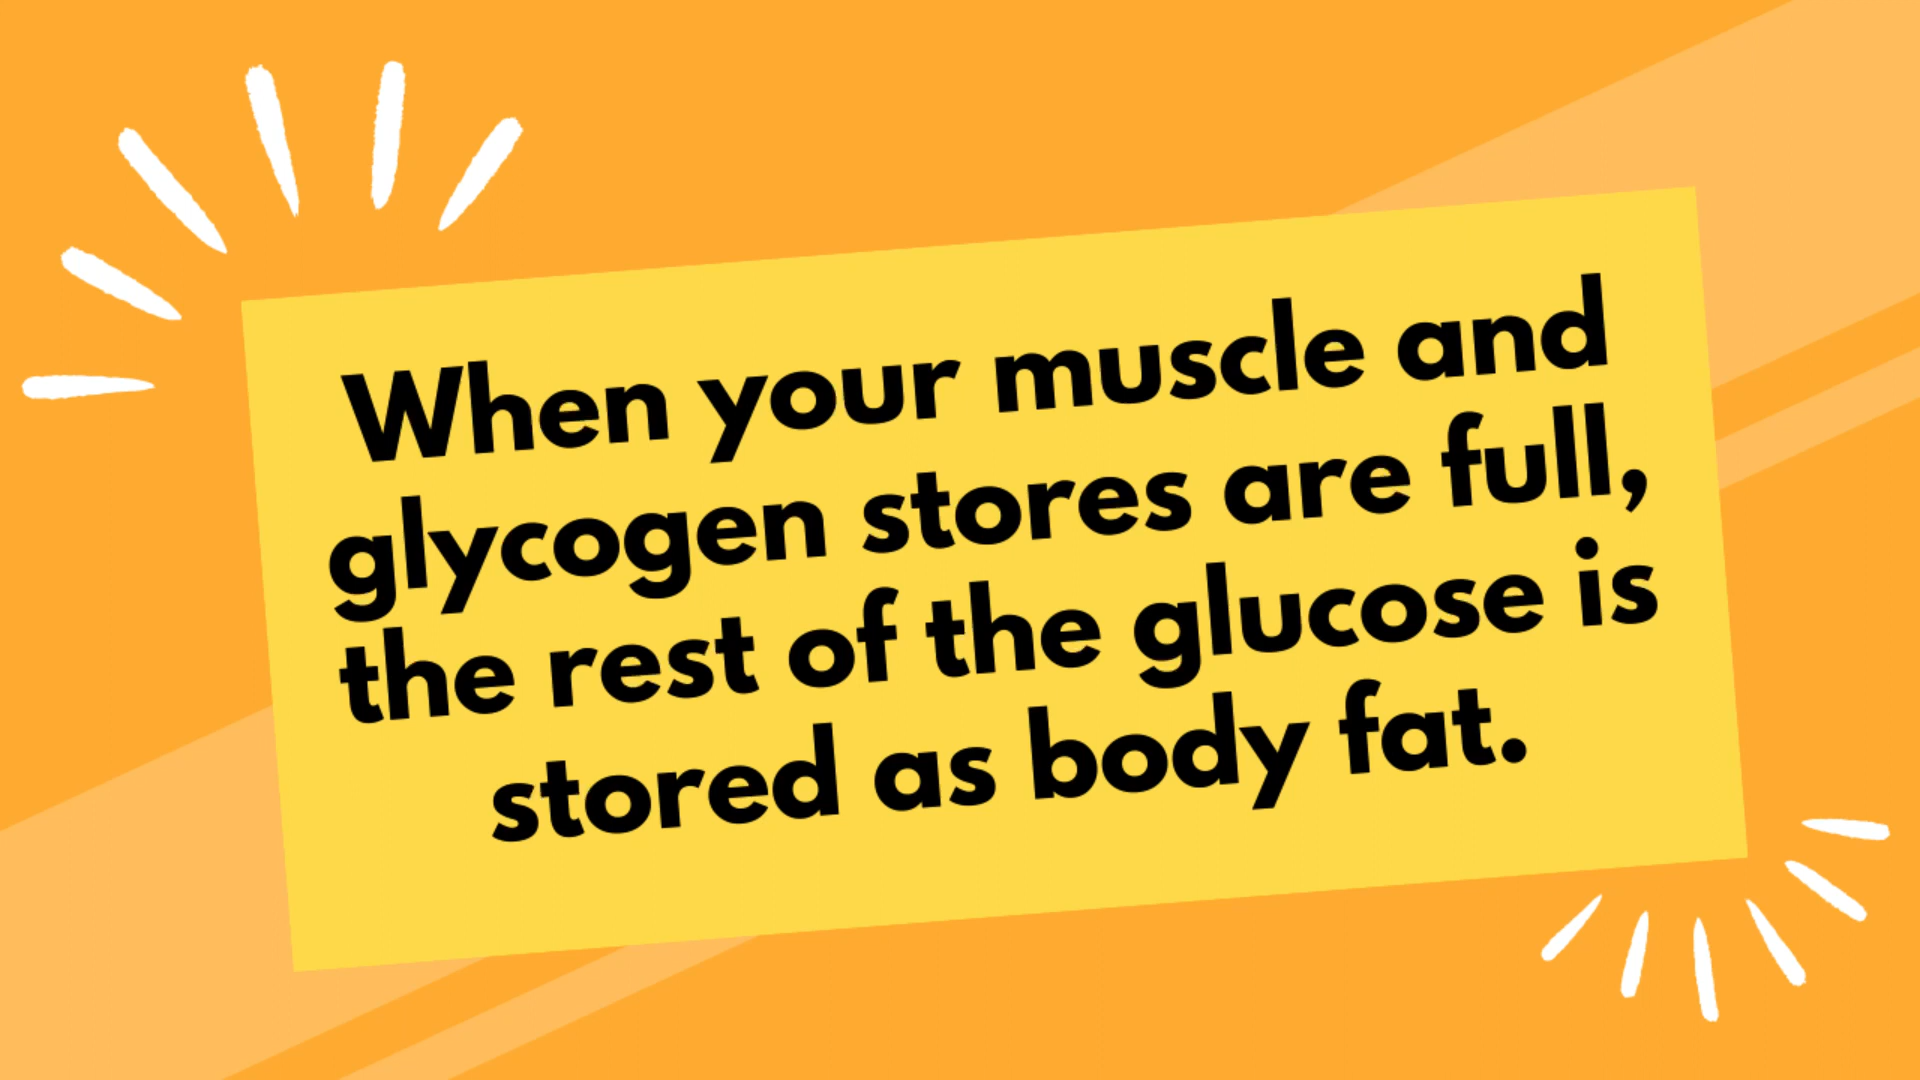 When your muscle and
glycogen stores are full,
the rest of the glucose is
stored as body fat.